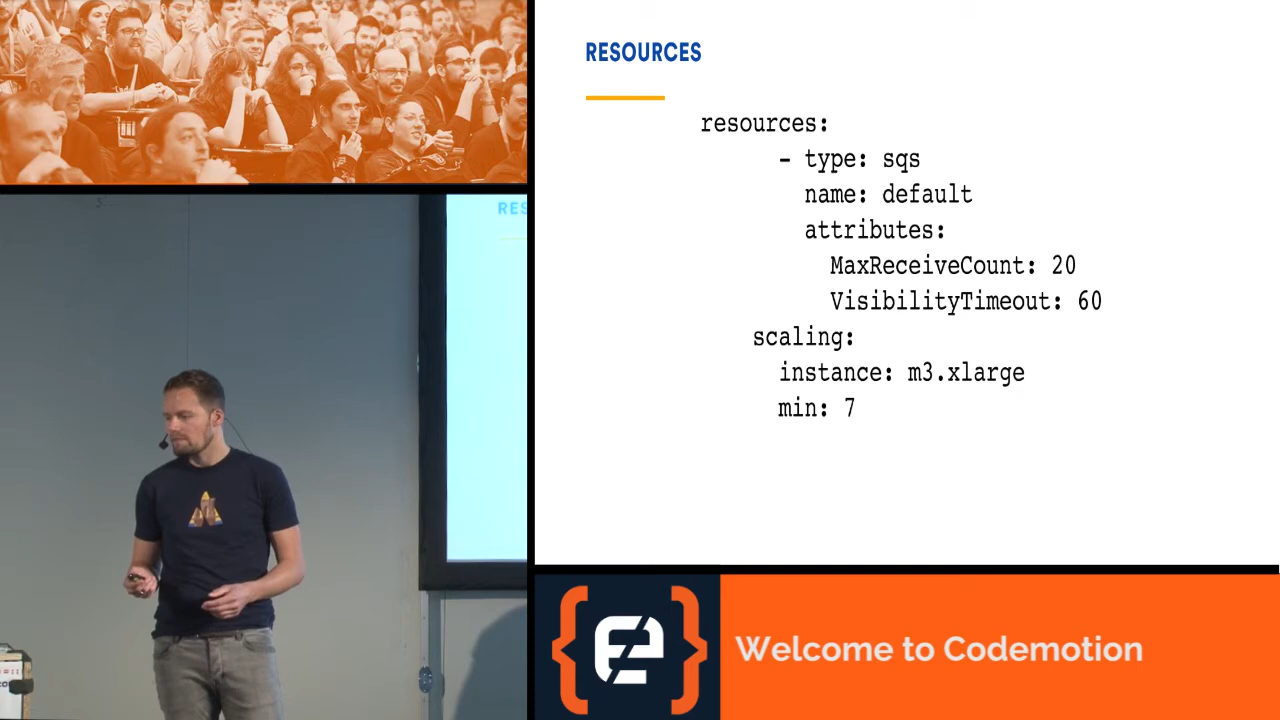 RESOURCES
resources:
- type: sqs
name: default
attributes:
MaxReceiveCount: 20
VisibilityTimeout: 60
scaling:
instance: m3.xlarge
min: 7
RES
Welcome to Codemotion